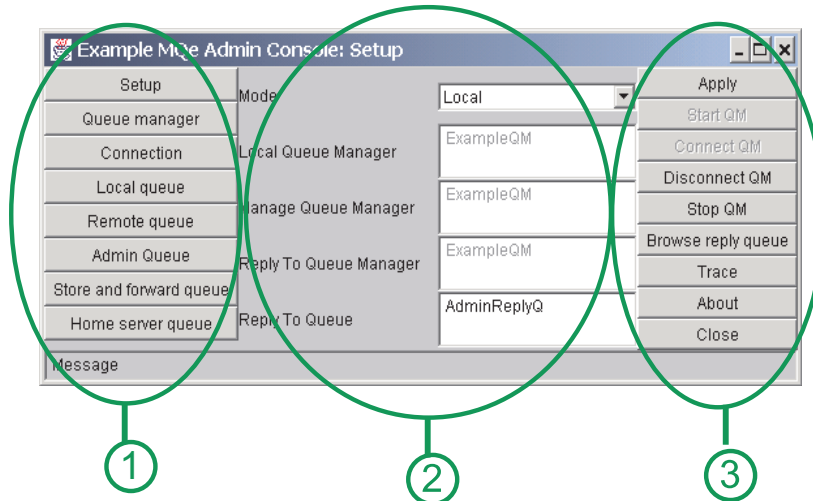 Example MQe Admin Console: Setup
Setup
Queue manager
Connection
Local queue
Remote queue
Admin Queue
Store and forward queue
Home server queue
Mode
Local
Local Queue Manager
ExampleQM
Manage Queue Manager
ExampleQM
Reply To Queue Manager
ExampleQM
Reply To Queue
AdminReplyQ
Apply
Start QM
Connect QM
Disconnect QM
Stop QM
Browse reply queue
Trace
About
Close
Message
1
2
3